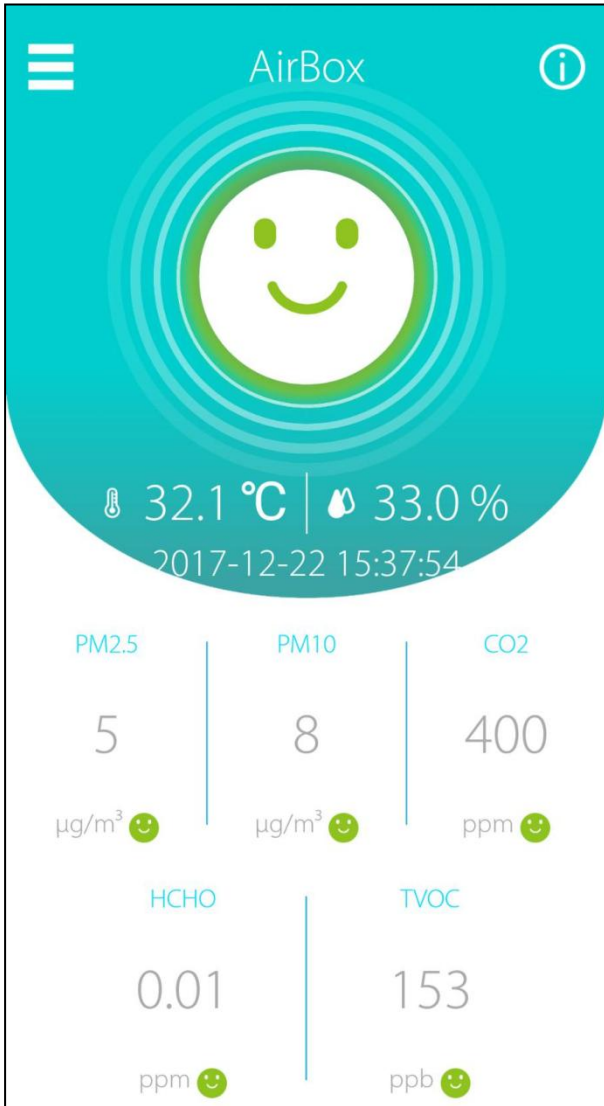 AirBox
32.1 ℃ 33.0 %
2017-12-22 15:37:54
PM2.5 PM10 CO2
5 8 400
µg/m³ µg/m³ ppm
HCHO TVOC
0.01 153
ppm ppb